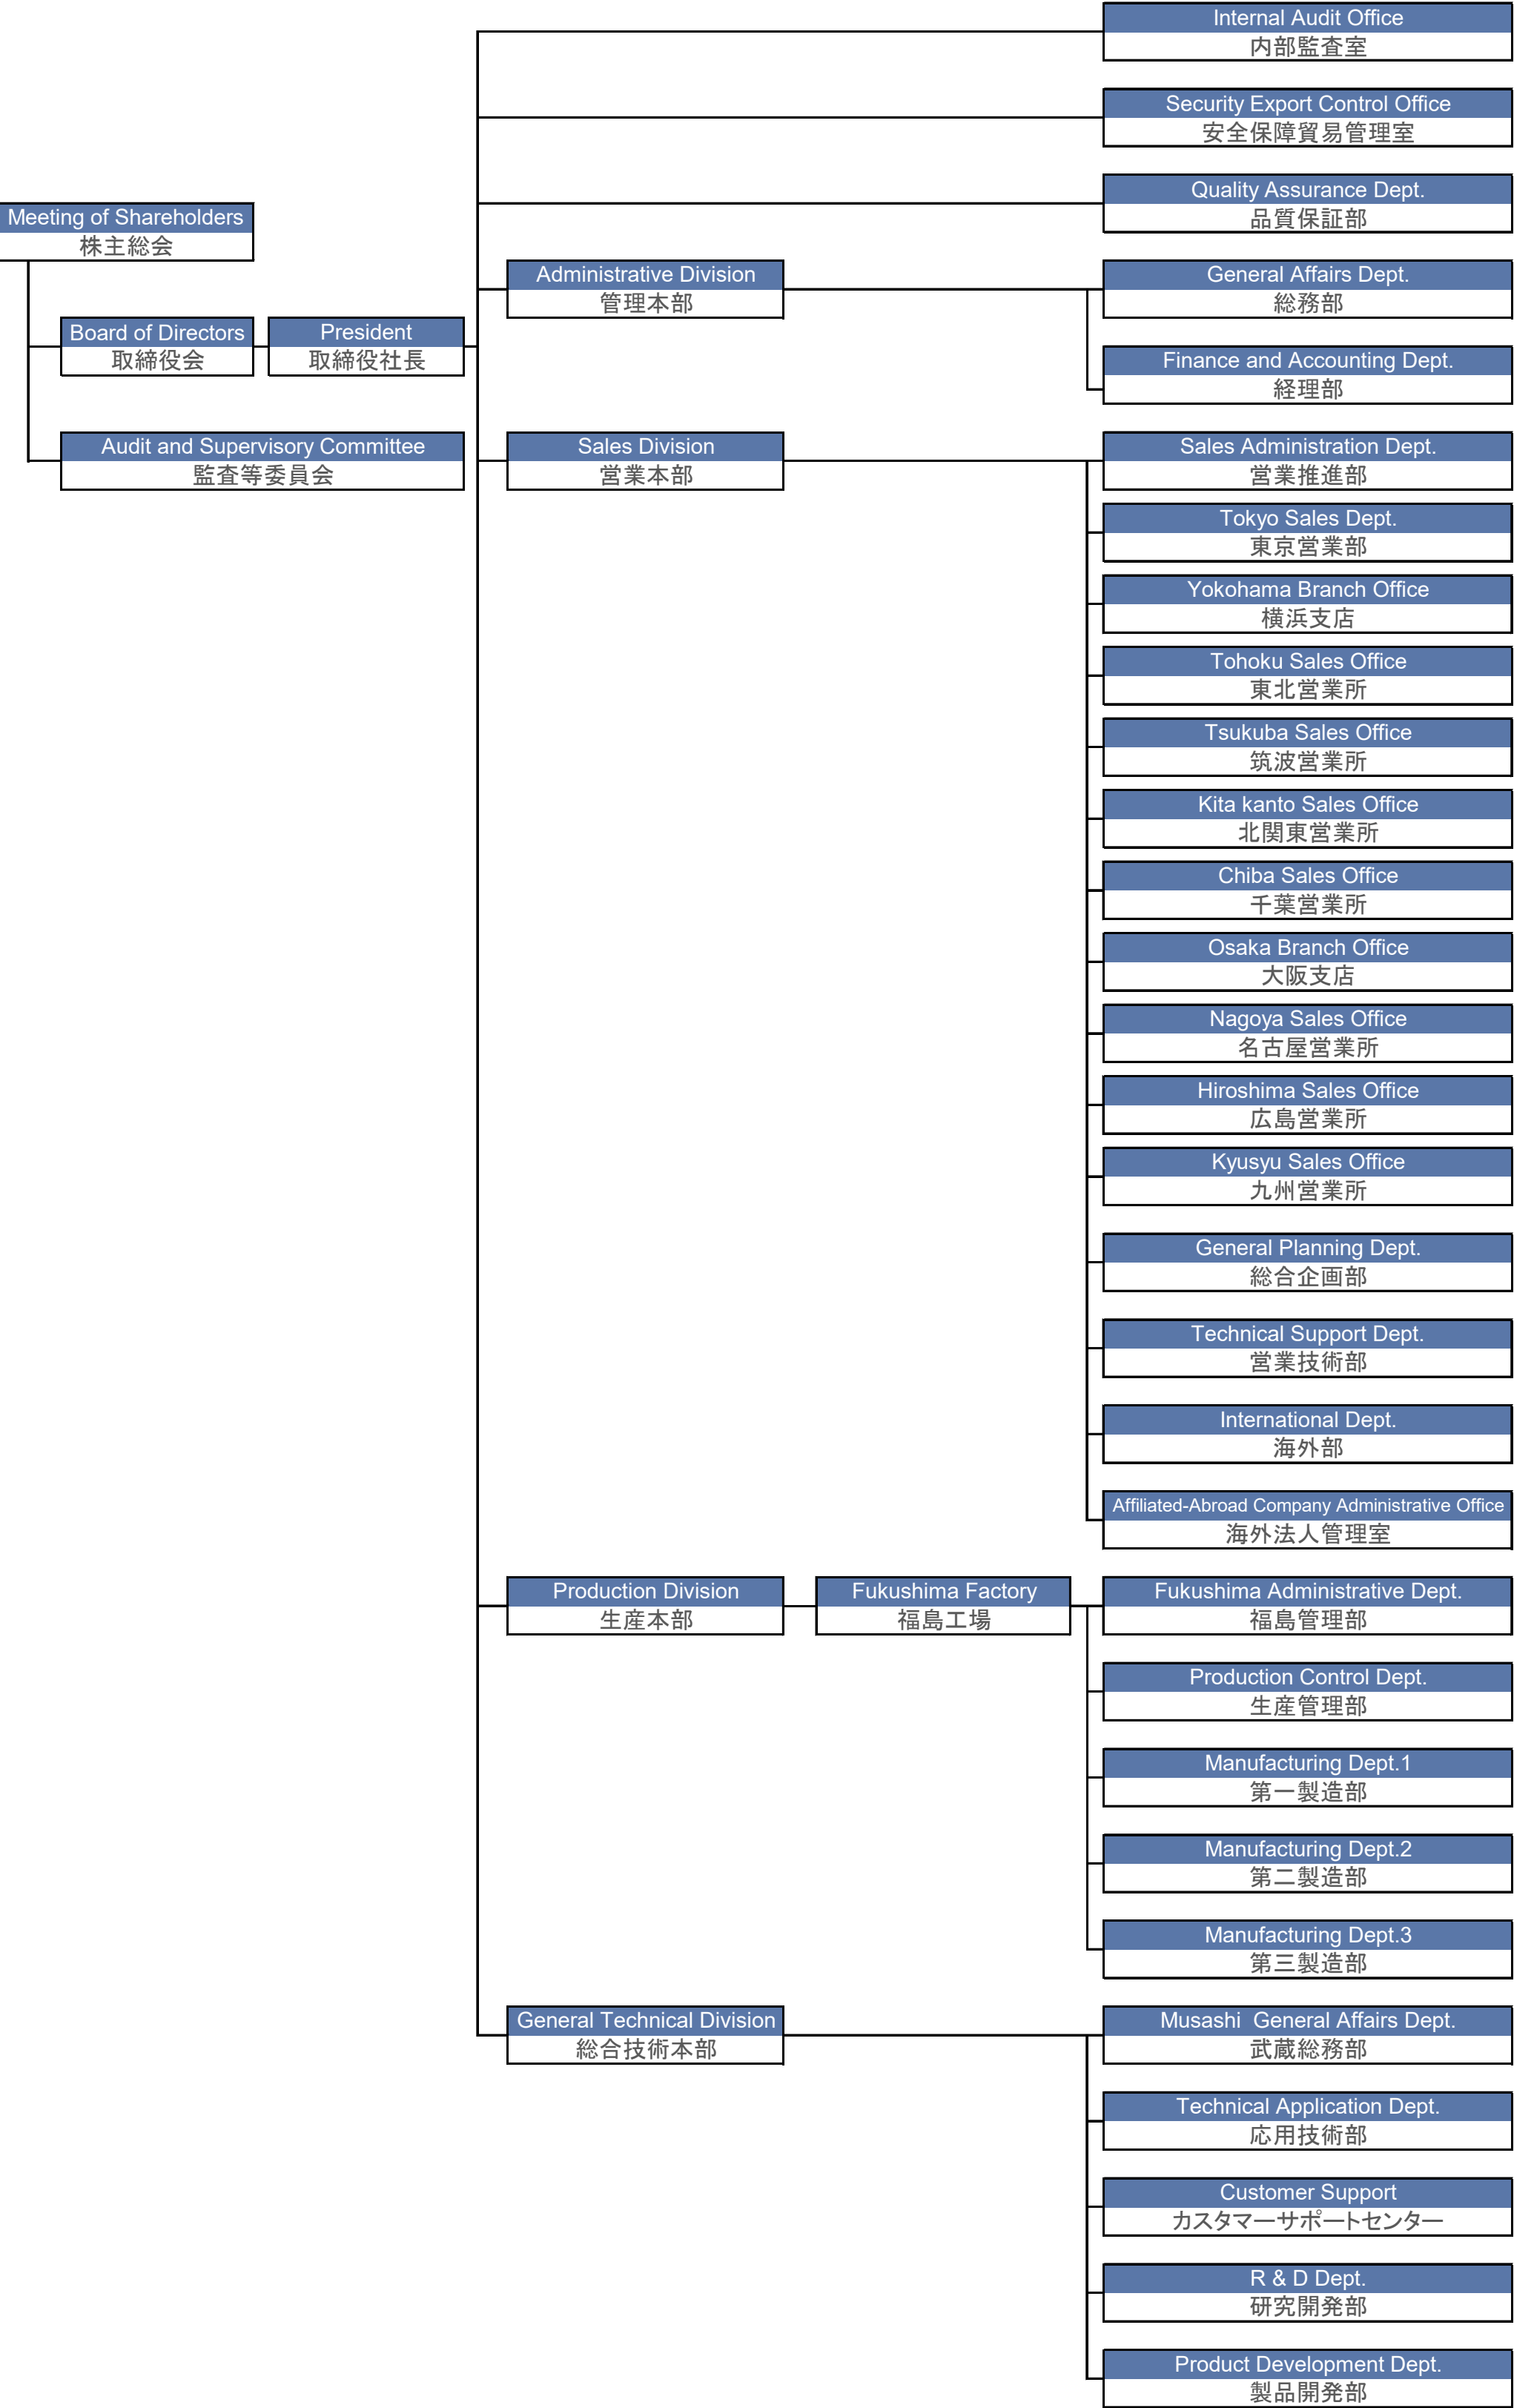 Internal Audit Office
内部監査室
Security Export Control Office
安全保障貿易管理室
Quality Assurance Dept.
品質保証部
Meeting of Shareholders
株主総会
Administrative Division
管理本部
General Affairs Dept.
総務部
Board of Directors
取締役会
President
取締役社長
Finance and Accounting Dept.
経理部
Audit and Supervisory Committee
監査等委員会
Sales Division
営業本部
Sales Administration Dept.
営業推進部
Tokyo Sales Dept.
東京営業部
Yokohama Branch Office
横浜支店
Tohoku Sales Office
東北営業所
Tsukuba Sales Office
筑波営業所
Kita kanto Sales Office
北関東営業所
Chiba Sales Office
千葉営業所
Osaka Branch Office
大阪支店
Nagoya Sales Office
名古屋営業所
Hiroshima Sales Office
広島営業所
Kyusyu Sales Office
九州営業所
General Planning Dept.
総合企画部
Technical Support Dept.
営業技術部
International Dept.
海外部
Affiliated-Abroad Company Administrative Office
海外法人管理室
Production Division
生産本部
Fukushima Factory
福島工場
Fukushima Administrative Dept.
福島管理部
Production Control Dept.
生産管理部
Manufacturing Dept.1
第一製造部
Manufacturing Dept.2
第二製造部
Manufacturing Dept.3
第三製造部
General Technical Division
総合技術本部
Musashi General Affairs Dept.
武蔵総務部
Technical Application Dept.
応用技術部
Customer Support
カスタマーサポートセンター
R & D Dept.
研究開発部
Product Development Dept.
製品開発部